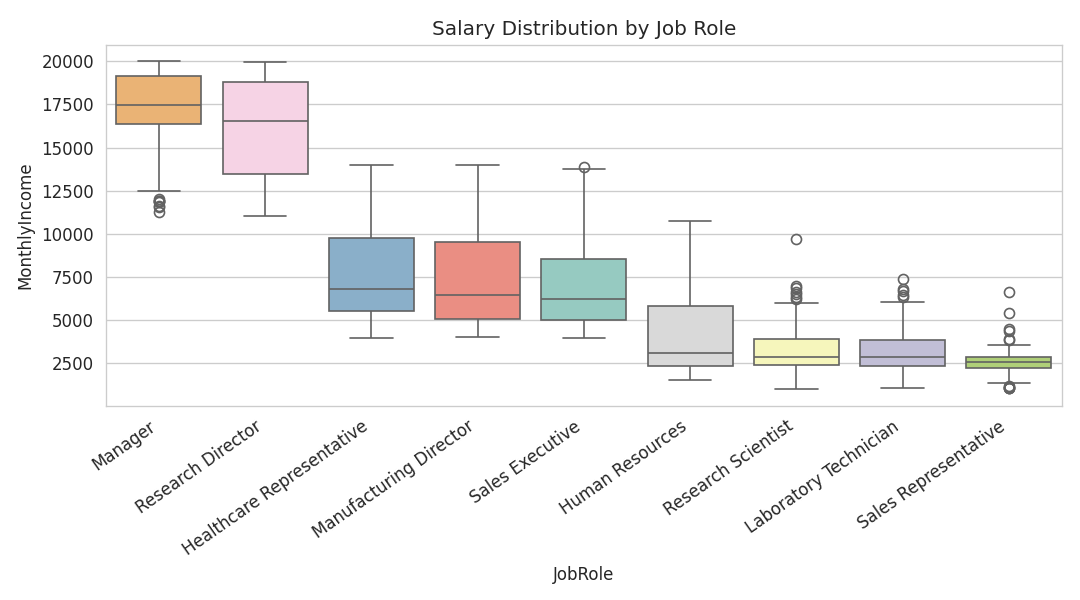 Salary Distribution by Job Role
MonthlyIncome
20000
17500
15000
12500
10000
7500
5000
2500
Manager
Research Director
Healthcare Representative
Manufacturing Director
Sales Executive
Human Resources
Research Scientist
Laboratory Technician
Sales Representative
JobRole